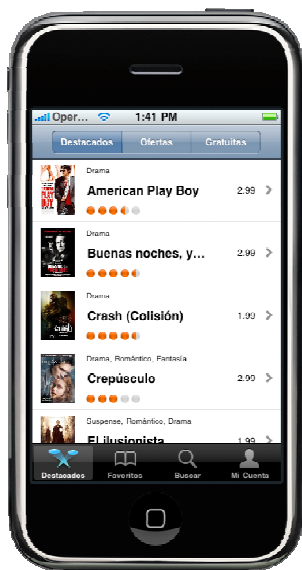 Oper... 1:41 PM
Destacados Ofertas Gratuitas
Drama
American Play Boy 2.99
Drama
Buenas noches, y... 2.99
Drama
Crash (Colisión) 1.99
Drama, Romántico, Fantasía
Crepúsculo 2.99
Suspense, Romántico, Drama
El ilusionista 1.99
Destacados Favoritos Buscar Mi Cuenta